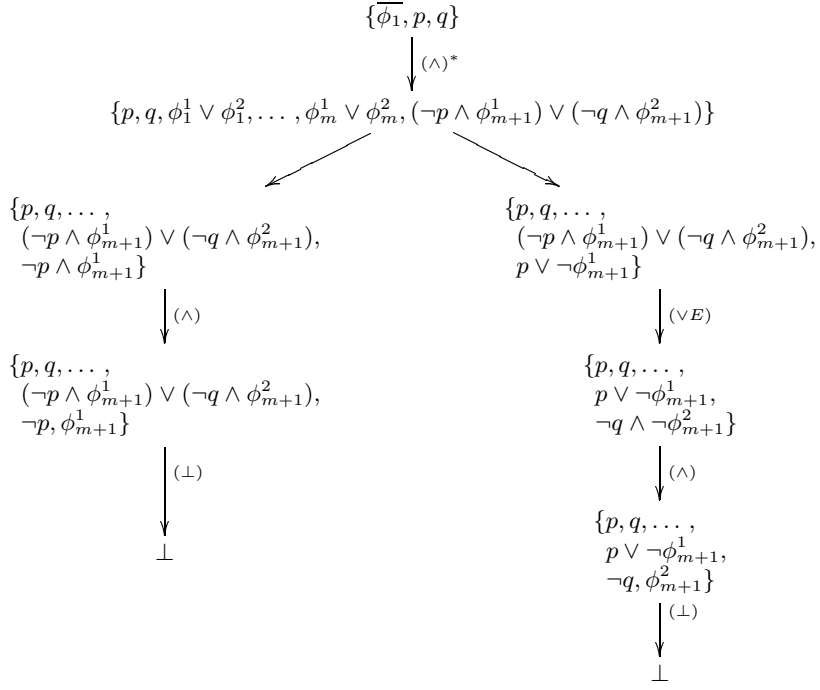 {$\overline{\phi_1}$, p, q}
(∧)*
{p, q, $\phi_1^1 \vee \phi_1^2, \ldots, \phi_m^1 \vee \phi_m^2, (\neg p \wedge \phi_{m+1}^1) \vee (\neg q \wedge \phi_{m+1}^2)$}
{p, q, … ,
$(\neg p \wedge \phi_{m+1}^1) \vee (\neg q \wedge \phi_{m+1}^2),$
$\neg p \wedge \phi_{m+1}^1$}
(∧)
{p, q, … ,
$(\neg p \wedge \phi_{m+1}^1) \vee (\neg q \wedge \phi_{m+1}^2),$
$\neg p, \phi_{m+1}^1$}
(⊥)
⊥
{p, q, … ,
$(\neg p \wedge \phi_{m+1}^1) \vee (\neg q \wedge \phi_{m+1}^2),$
$p \vee \neg\phi_{m+1}^1$}
(∨E)
{p, q, … ,
$p \vee \neg\phi_{m+1}^1,$
$\neg q \wedge \neg\phi_{m+1}^2$}
(∧)
{p, q, … ,
$p \vee \neg\phi_{m+1}^1,$
$\neg q, \phi_{m+1}^2$}
(⊥)
⊥